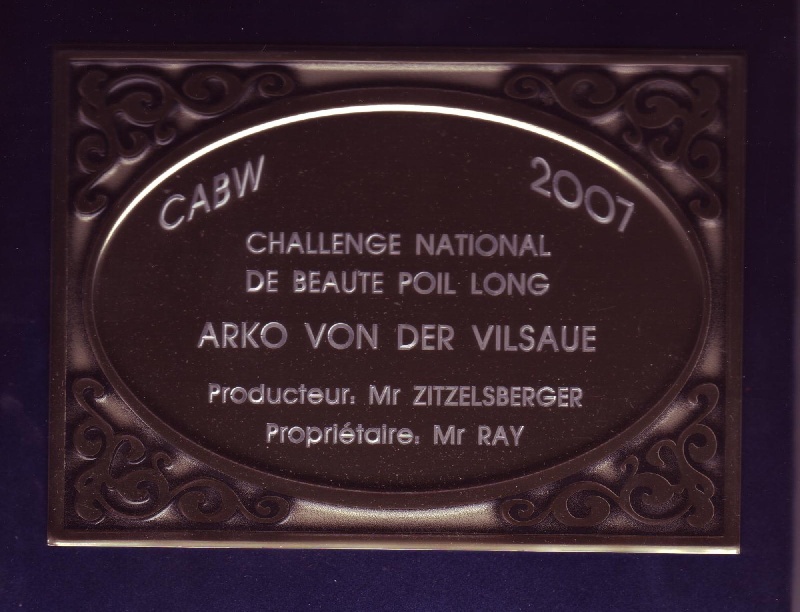 CABW 2007
CHALLENGE NATIONAL
DE BEAUTE POIL LONG
ARKO VON DER VILSAUE
Producteur: Mr ZITZELSBERGER
Propriétaire: Mr RAY